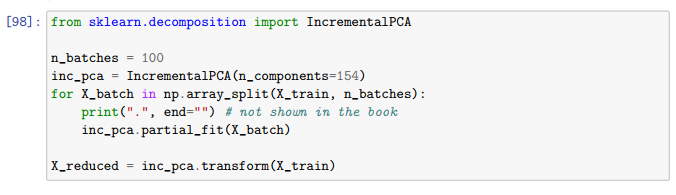 [98]: from sklearn.decomposition import IncrementalPCA
n_batches = 100
inc_pca = IncrementalPCA(n_components=154)
for X_batch in np.array_split(X_train, n_batches):
    print(".", end="") # not shown in the book
    inc_pca.partial_fit(X_batch)
X_reduced = inc_pca.transform(X_train)